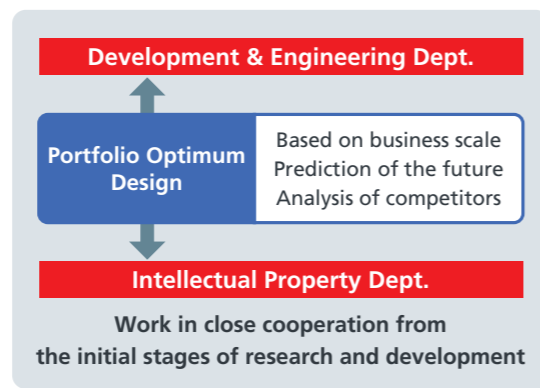 Development & Engineering Dept.
Portfolio Optimum
Design
Based on business scale
Prediction of the future
Analysis of competitors
Intellectual Property Dept.
Work in close cooperation from
the initial stages of research and development